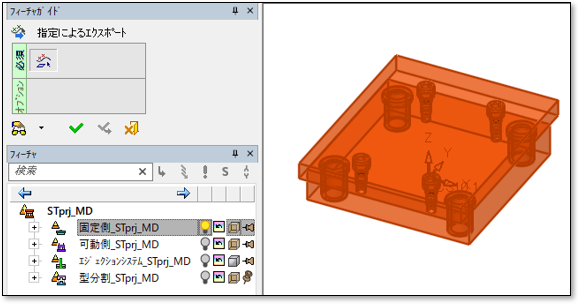 フィーチャガイド
指定によるエクスポート
必須
オプション
フィーチャ
検索
S
STprj_MD
固定側_STprj_MD
可動側_STprj_MD
エジェクションシステム_STprj_MD
型分割_STprj_MD
Z
Y